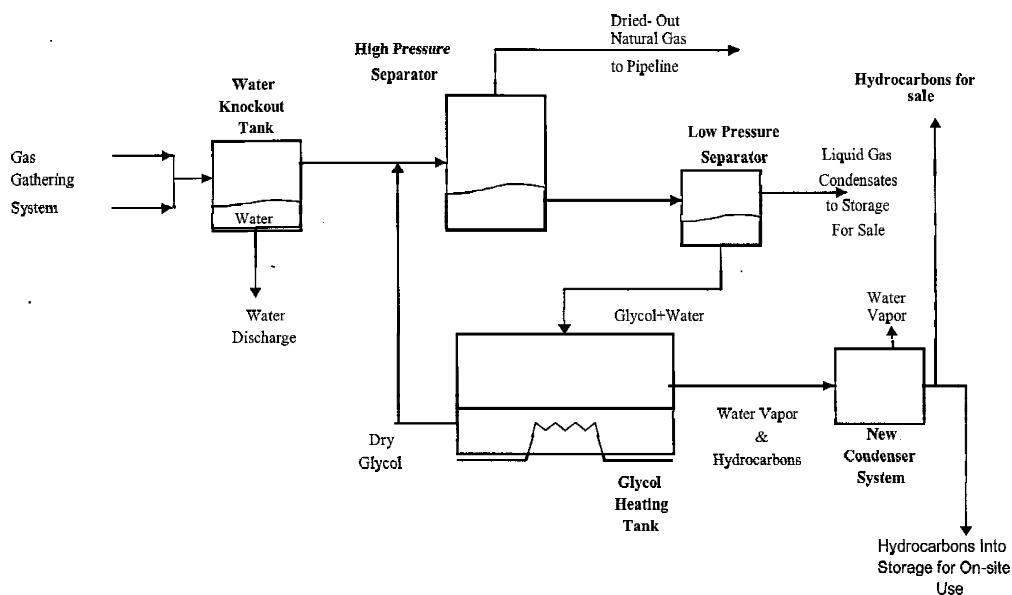 Dried- Out
Natural Gas
to Pipeline
High Pressure
Separator
Hydrocarbons for
sale
Water
Knockout
Tank
Low Pressure
Separator
Gas
Gathering
System
Liquid Gas
Condensates
to Storage
For Sale
Water
Water
Discharge
Glycol+Water
Water
Vapor
Dry
Glycol
Water Vapor
&
Hydrocarbons
New
Condenser
System
Glycol
Heating
Tank
Hydrocarbons Into
Storage for On-site
Use